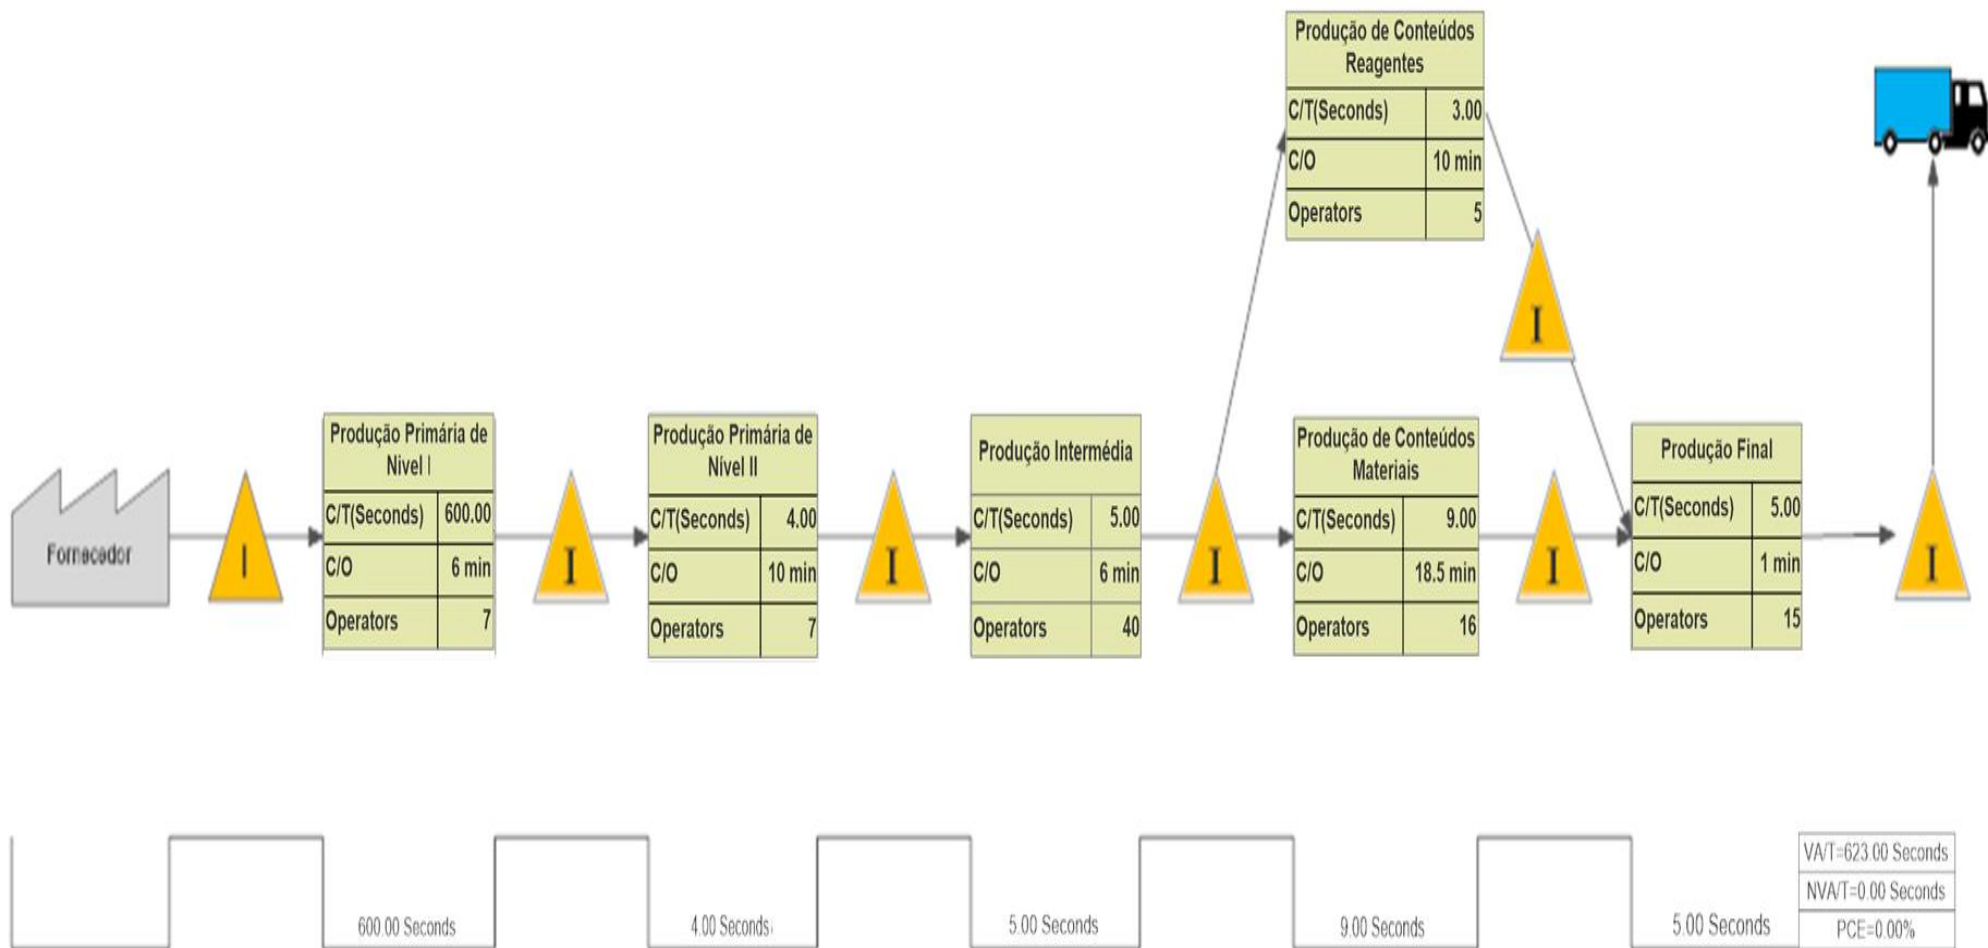 Produção de Conteúdos
Reagentes
C/T(Seconds) 3.00
C/O 10 min
Operators 5
I
Fornecedor
I
Produção Primária de
Nivel I
C/T(Seconds) 600.00
C/O 6 min
Operators 7
I
Produção Primária de
Nível II
C/T(Seconds) 4.00
C/O 10 min
Operators 7
I
Produção Intermédia
C/T(Seconds) 5.00
C/O 6 min
Operators 40
I
Produção de Conteúdos
Materiais
C/T(Seconds) 9.00
C/O 18.5 min
Operators 16
I
Produção Final
C/T(Seconds) 5.00
C/O 1 min
Operators 15
I
600.00 Seconds
4.00 Seconds
5.00 Seconds
9.00 Seconds
5.00 Seconds
VA/T=623.00 Seconds
NVA/T=0.00 Seconds
PCE=0.00%